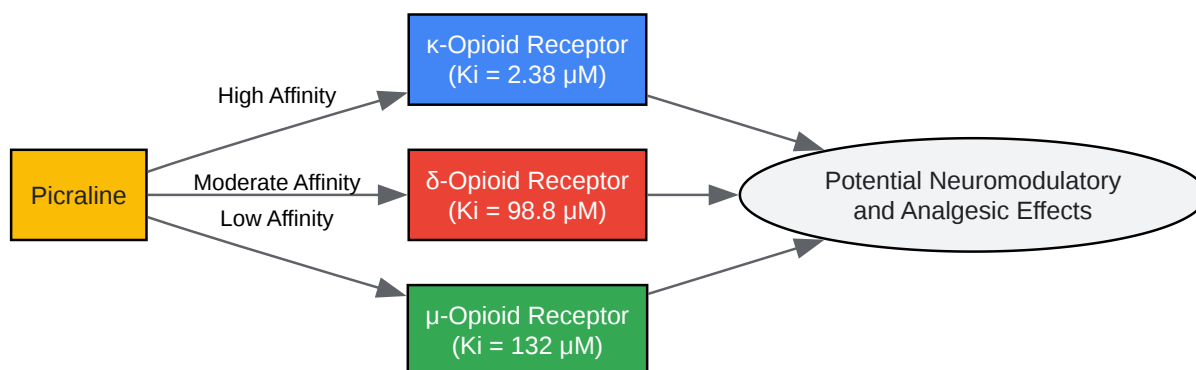 κ-Opioid Receptor
(Ki = 2.38 μM)
High Affinity
Picraline
Moderate Affinity
δ-Opioid Receptor
(Ki = 98.8 μM)
Potential Neuromodulatory
and Analgesic Effects
Low Affinity
μ-Opioid Receptor
(Ki = 132 μM)